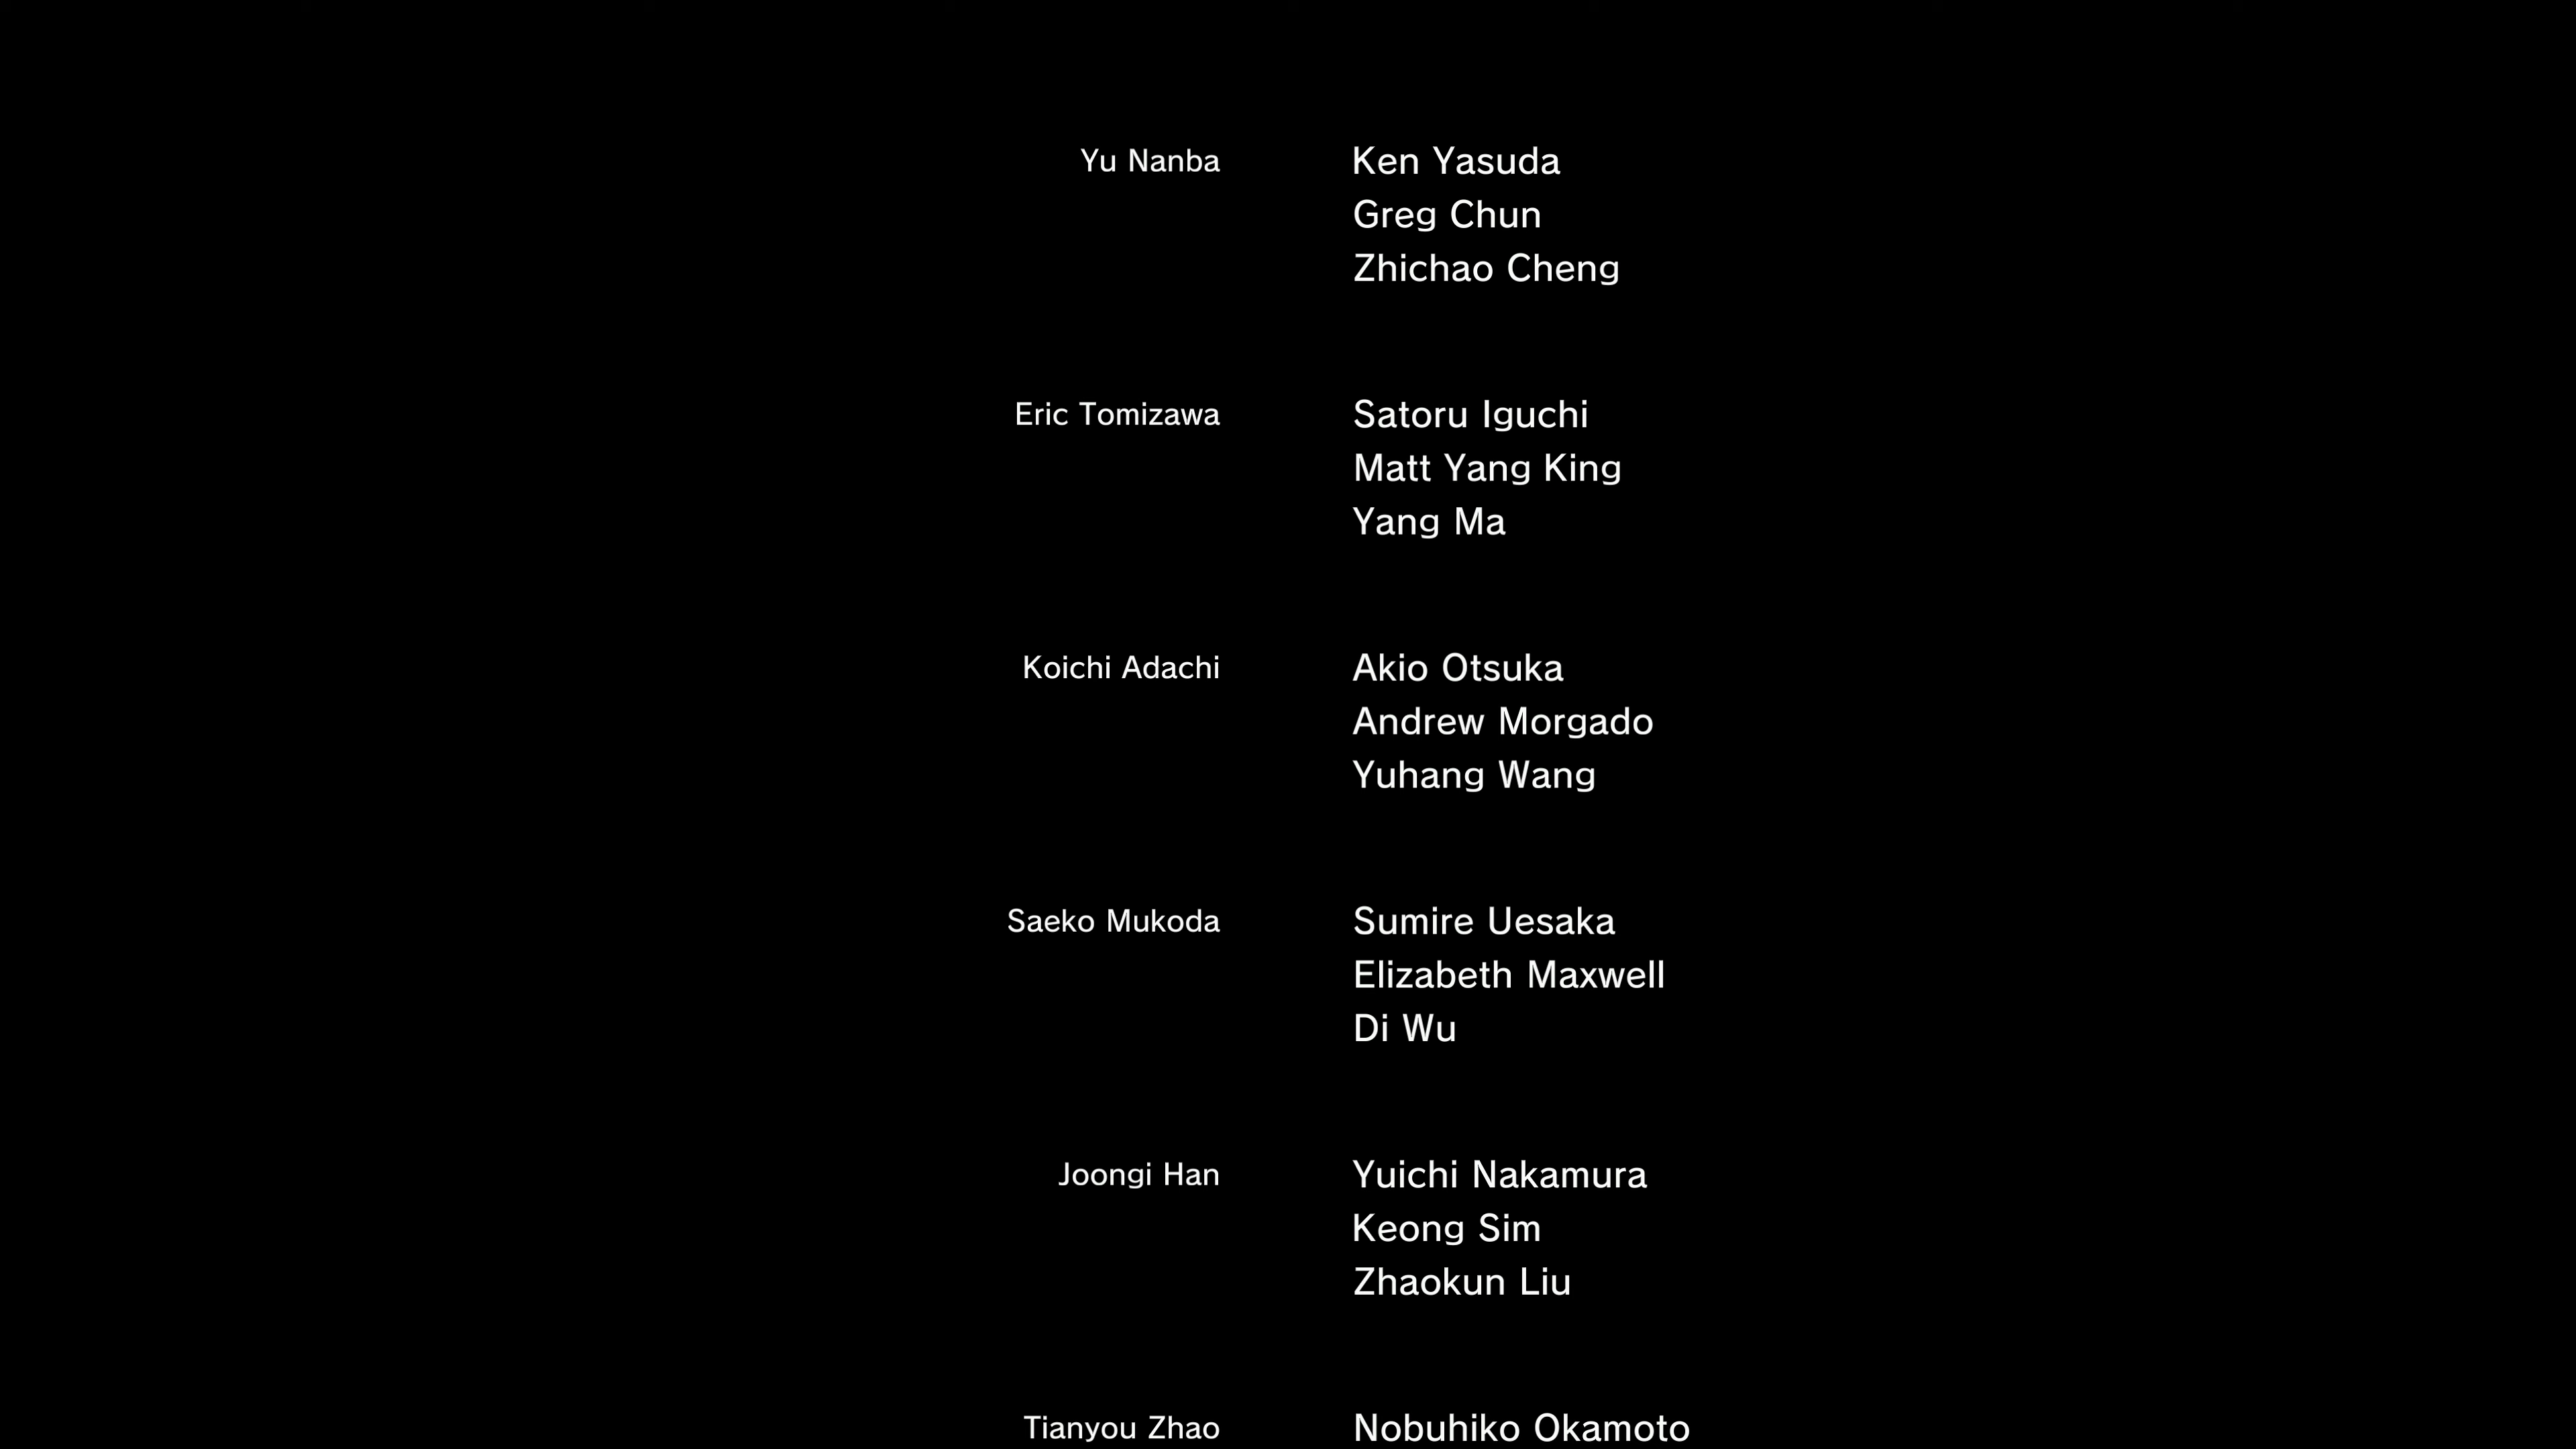 Yu Nanba Ken Yasuda
Greg Chun
Zhichao Cheng
Eric Tomizawa Satoru Iguchi
Matt Yang King
Yang Ma
Koichi Adachi Akio Otsuka
Andrew Morgado
Yuhang Wang
Saeko Mukoda Sumire Uesaka
Elizabeth Maxwell
Di Wu
Joongi Han Yuichi Nakamura
Keong Sim
Zhaokun Liu
Tianyou Zhao Nobuhiko Okamoto